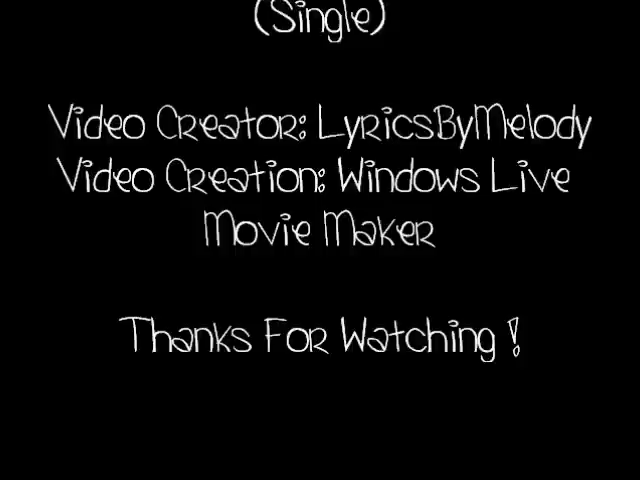 (Single)
Video Creator: LyricsByMelody
Video Creation: Windows Live
Movie Maker
Thanks For Watching !